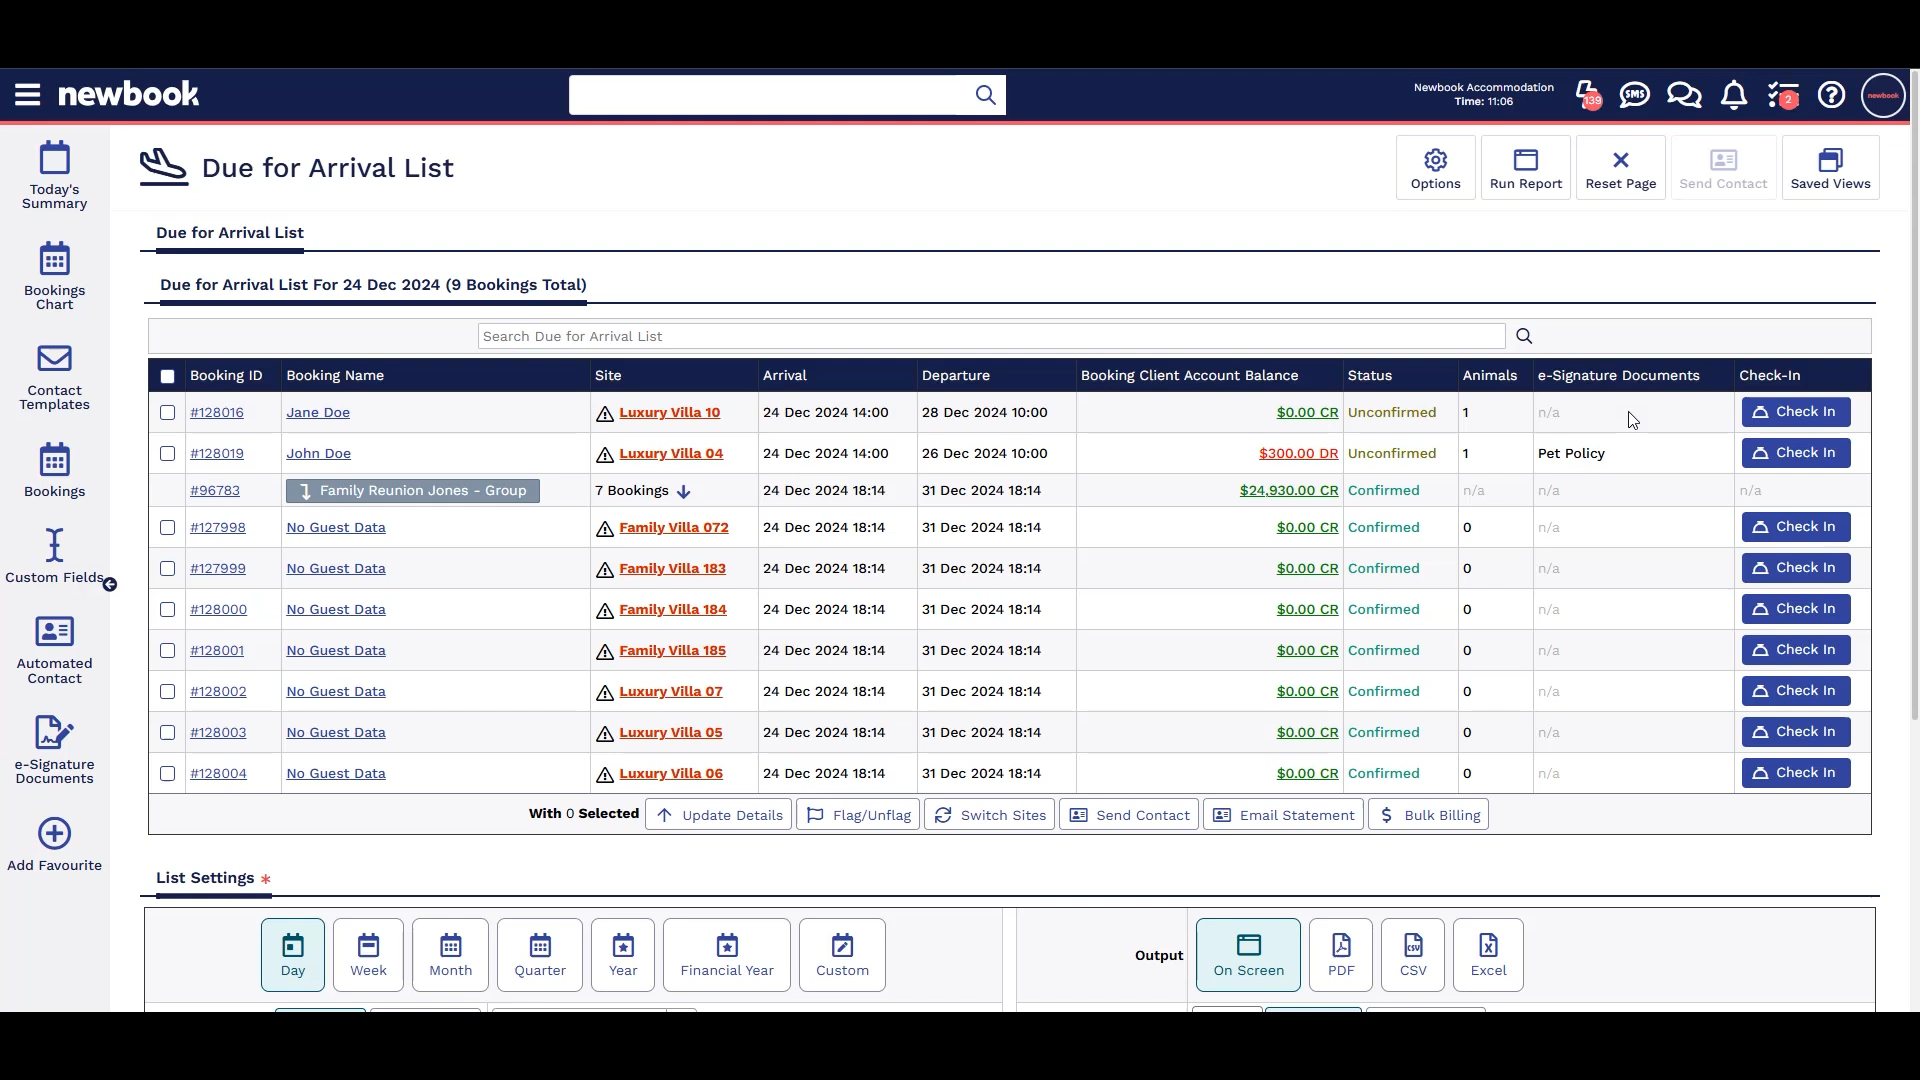 newbook
Newbook Accommodation
Time: 11:06
139
SMS
2
newbook
Today's
Summary
Bookings
Chart
Contact
Templates
Bookings
Custom Fields
Automated
Contact
e-Signature
Documents
Add Favourite
Due for Arrival List
Options
Run Report
Reset Page
Send Contact
Saved Views
Due for Arrival List
Due for Arrival List For 24 Dec 2024 (9 Bookings Total)
Search Due for Arrival List
Booking ID Booking Name Site Arrival Departure Booking Client Account Balance Status Animals e-Signature Documents Check-In
#128016 Jane Doe Luxury Villa 10 24 Dec 2024 14:00 28 Dec 2024 10:00 $0.00 CR Unconfirmed 1 n/a Check In
#128019 John Doe Luxury Villa 04 24 Dec 2024 14:00 26 Dec 2024 10:00 $300.00 DR Unconfirmed 1 Pet Policy Check In
#96783 Family Reunion Jones - Group 7 Bookings 24 Dec 2024 18:14 31 Dec 2024 18:14 $24,930.00 CR Confirmed n/a n/a n/a
#127998 No Guest Data Family Villa 072 24 Dec 2024 18:14 31 Dec 2024 18:14 $0.00 CR Confirmed 0 n/a Check In
#127999 No Guest Data Family Villa 183 24 Dec 2024 18:14 31 Dec 2024 18:14 $0.00 CR Confirmed 0 n/a Check In
#128000 No Guest Data Family Villa 184 24 Dec 2024 18:14 31 Dec 2024 18:14 $0.00 CR Confirmed 0 n/a Check In
#128001 No Guest Data Family Villa 185 24 Dec 2024 18:14 31 Dec 2024 18:14 $0.00 CR Confirmed 0 n/a Check In
#128002 No Guest Data Luxury Villa 07 24 Dec 2024 18:14 31 Dec 2024 18:14 $0.00 CR Confirmed 0 n/a Check In
#128003 No Guest Data Luxury Villa 05 24 Dec 2024 18:14 31 Dec 2024 18:14 $0.00 CR Confirmed 0 n/a Check In
#128004 No Guest Data Luxury Villa 06 24 Dec 2024 18:14 31 Dec 2024 18:14 $0.00 CR Confirmed 0 n/a Check In
With 0 Selected Update Details Flag/Unflag Switch Sites Send Contact Email Statement $ Bulk Billing
List Settings *
Day Week Month Quarter Year Financial Year Custom
Output On Screen PDF CSV Excel